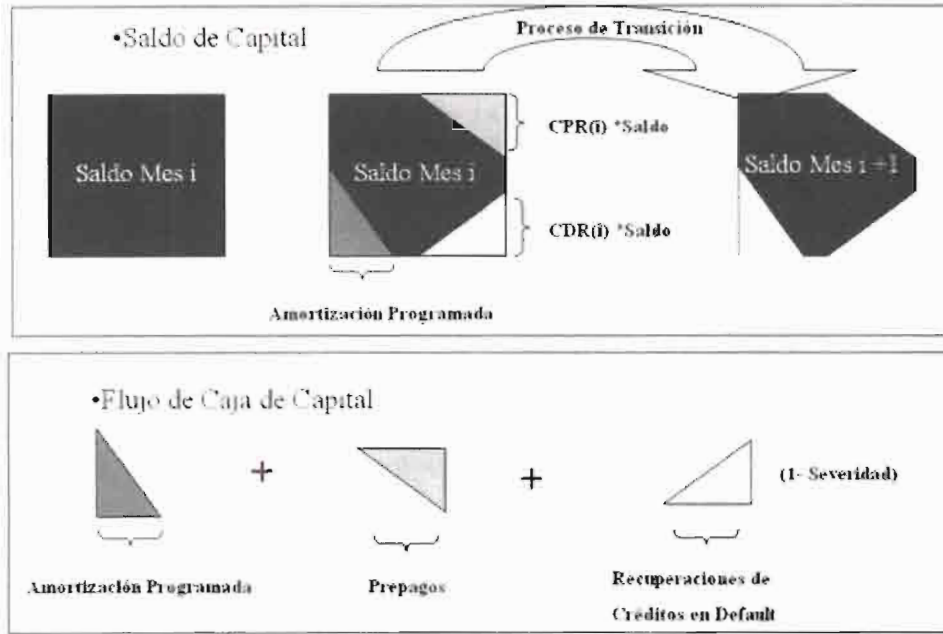 •Saldo de Capital
Proceso de Transición
Saldo Mes i
Saldo Mes i
CPR(i) *Saldo
CDR(i) *Saldo
Saldo Mes i +1
Amortización Programada
•Flujo de Caja de Capital
+
+
(1- Severidad)
Amortización Programada
Prepagos
Recuperaciones de
Créditos en Default